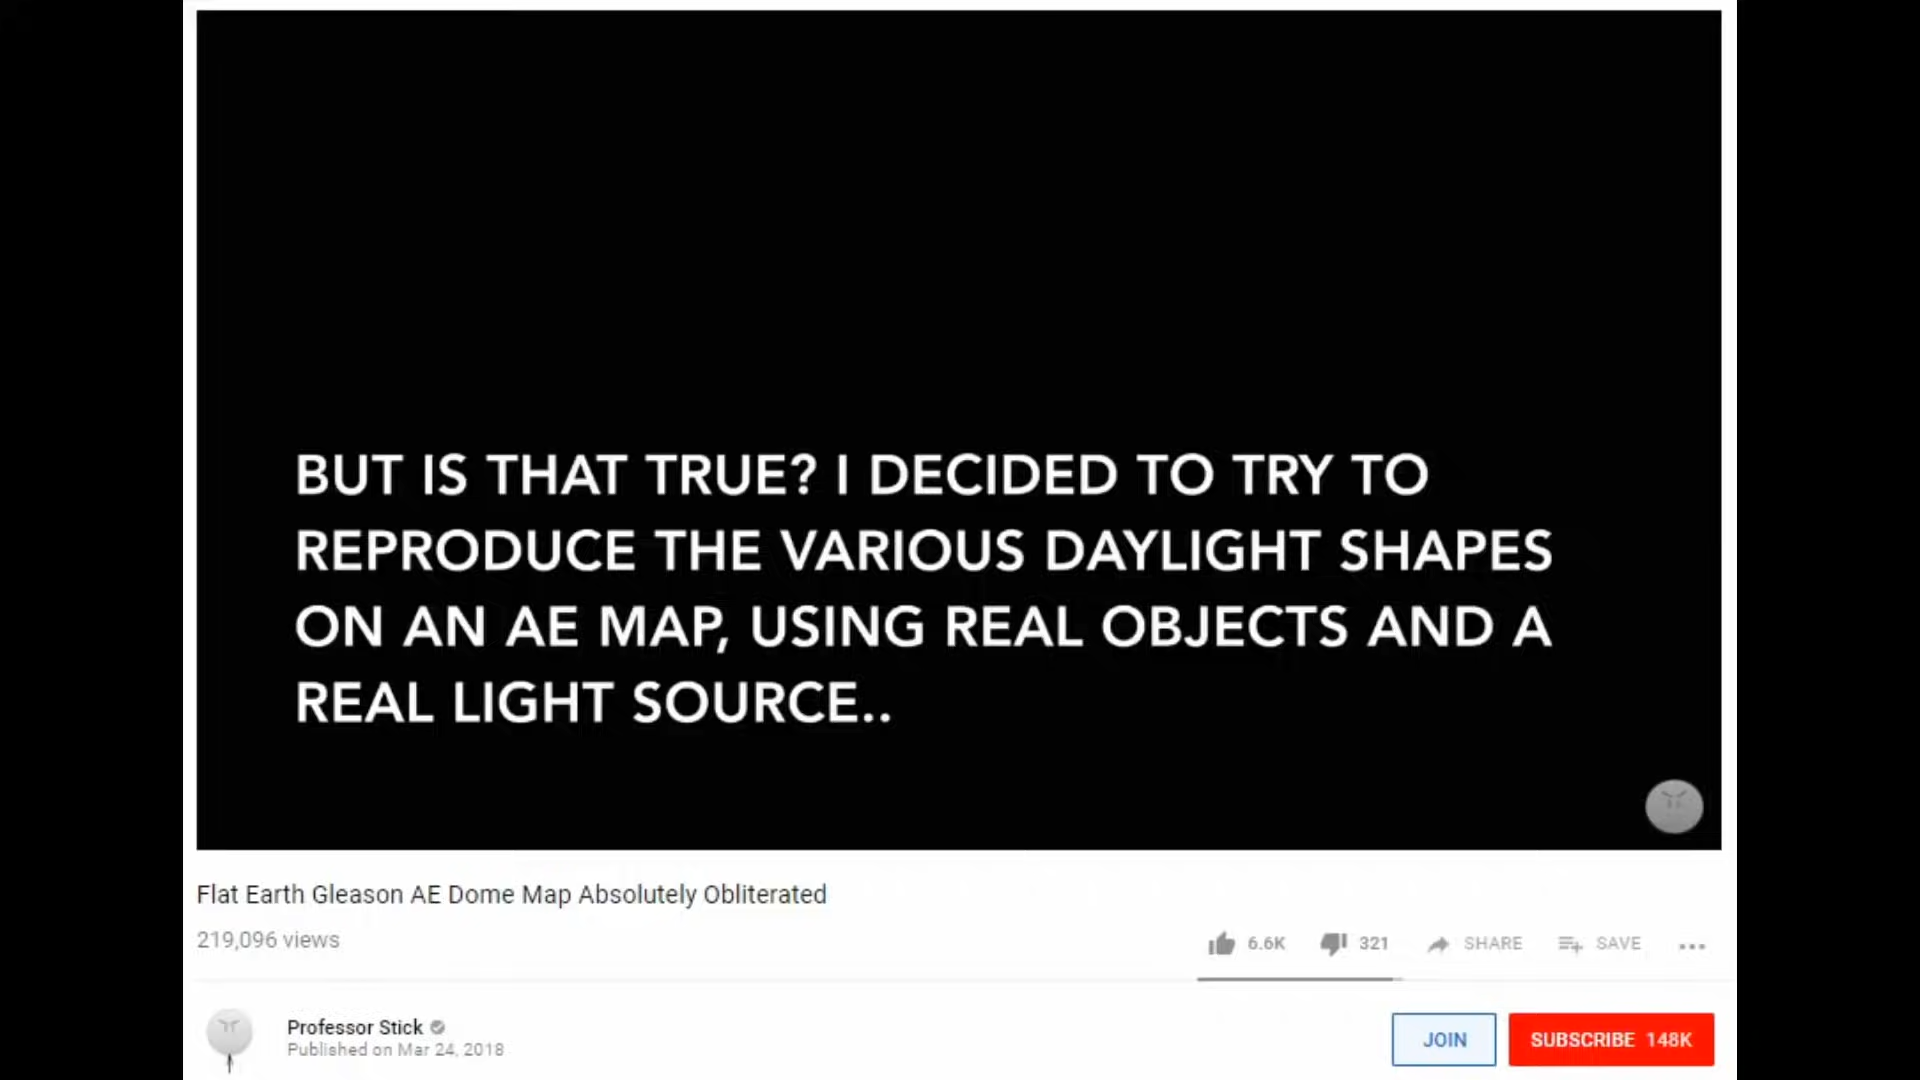 BUT IS THAT TRUE? I DECIDED TO TRY TO
REPRODUCE THE VARIOUS DAYLIGHT SHAPES
ON AN AE MAP, USING REAL OBJECTS AND A
REAL LIGHT SOURCE..
Flat Earth Gleason AE Dome Map Absolutely Obliterated
219,096 views
6.6K 321 SHARE SAVE
Professor Stick
Published on Mar 24, 2018
JOIN SUBSCRIBE 148K